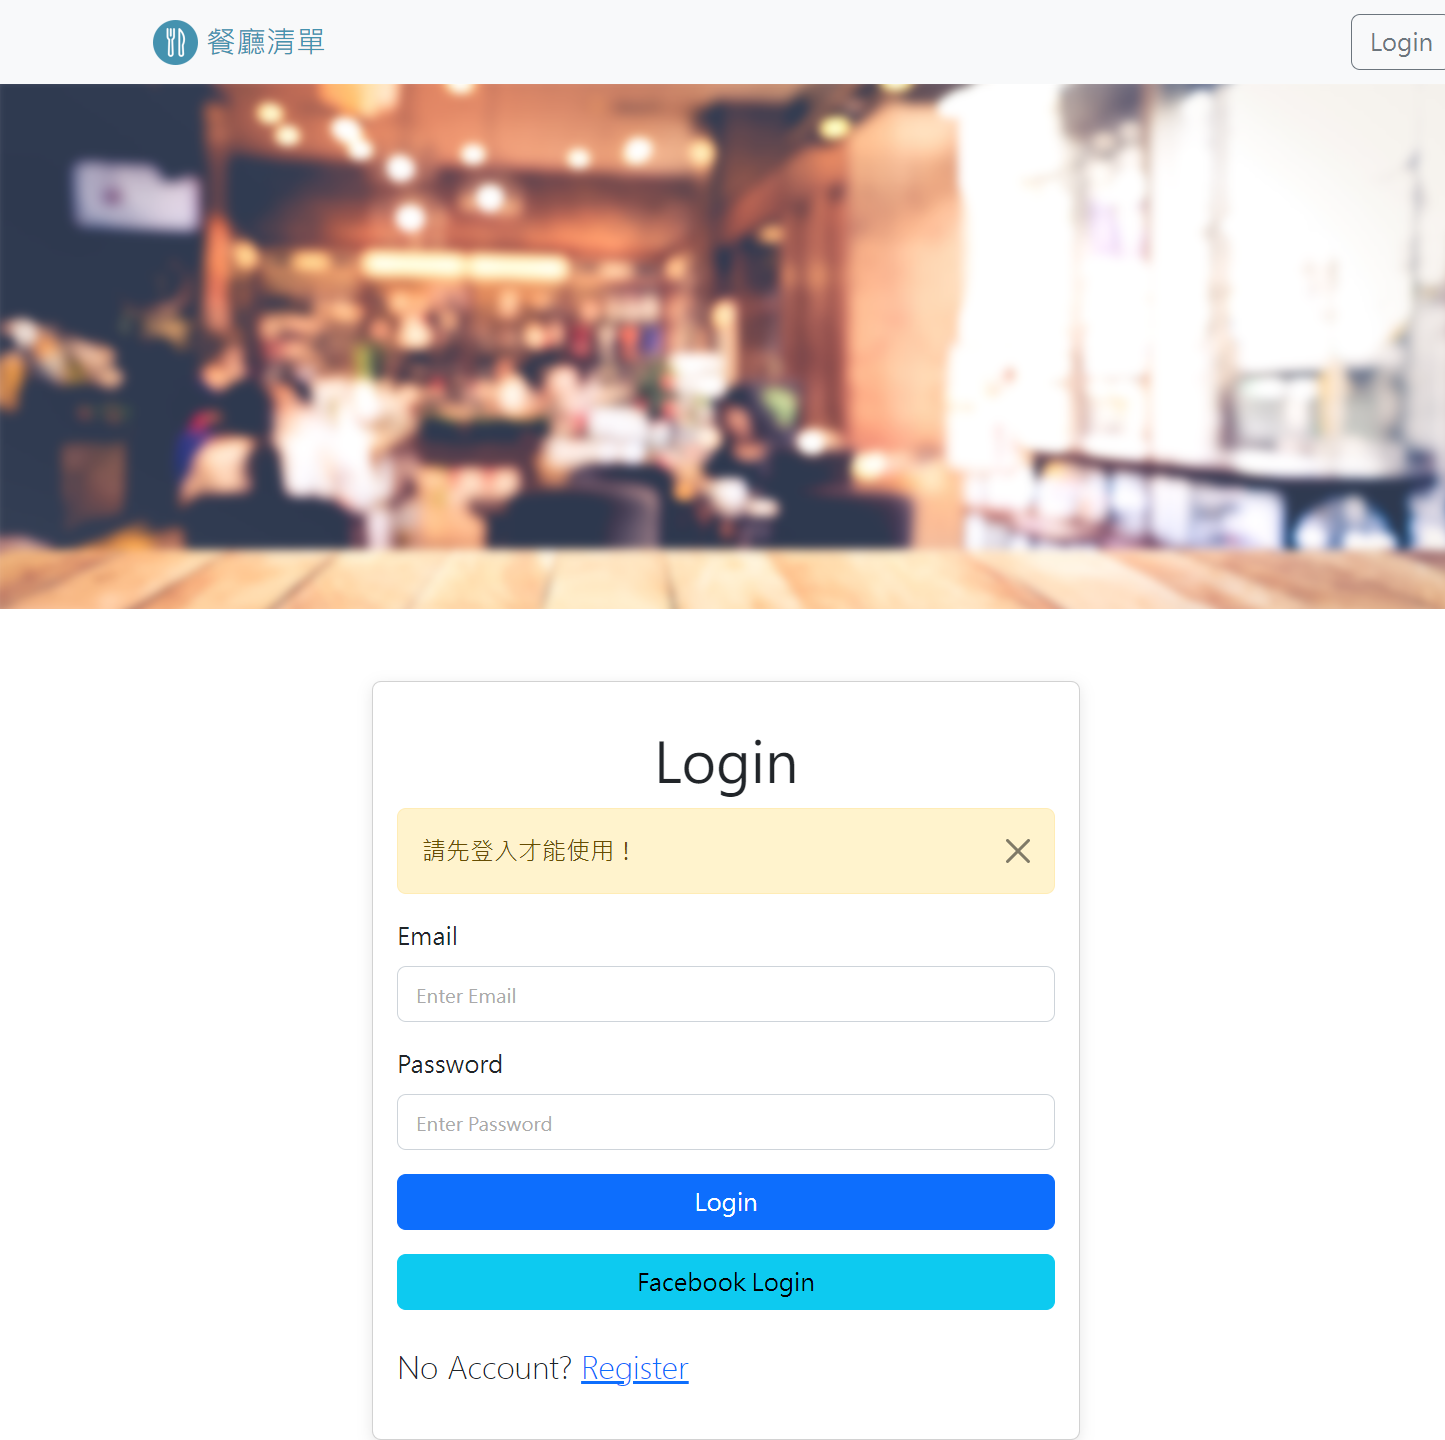 餐廳清單
Login
Login
請先登入才能使用！
Email
Enter Email
Password
Enter Password
Login
Facebook Login
No Account? Register